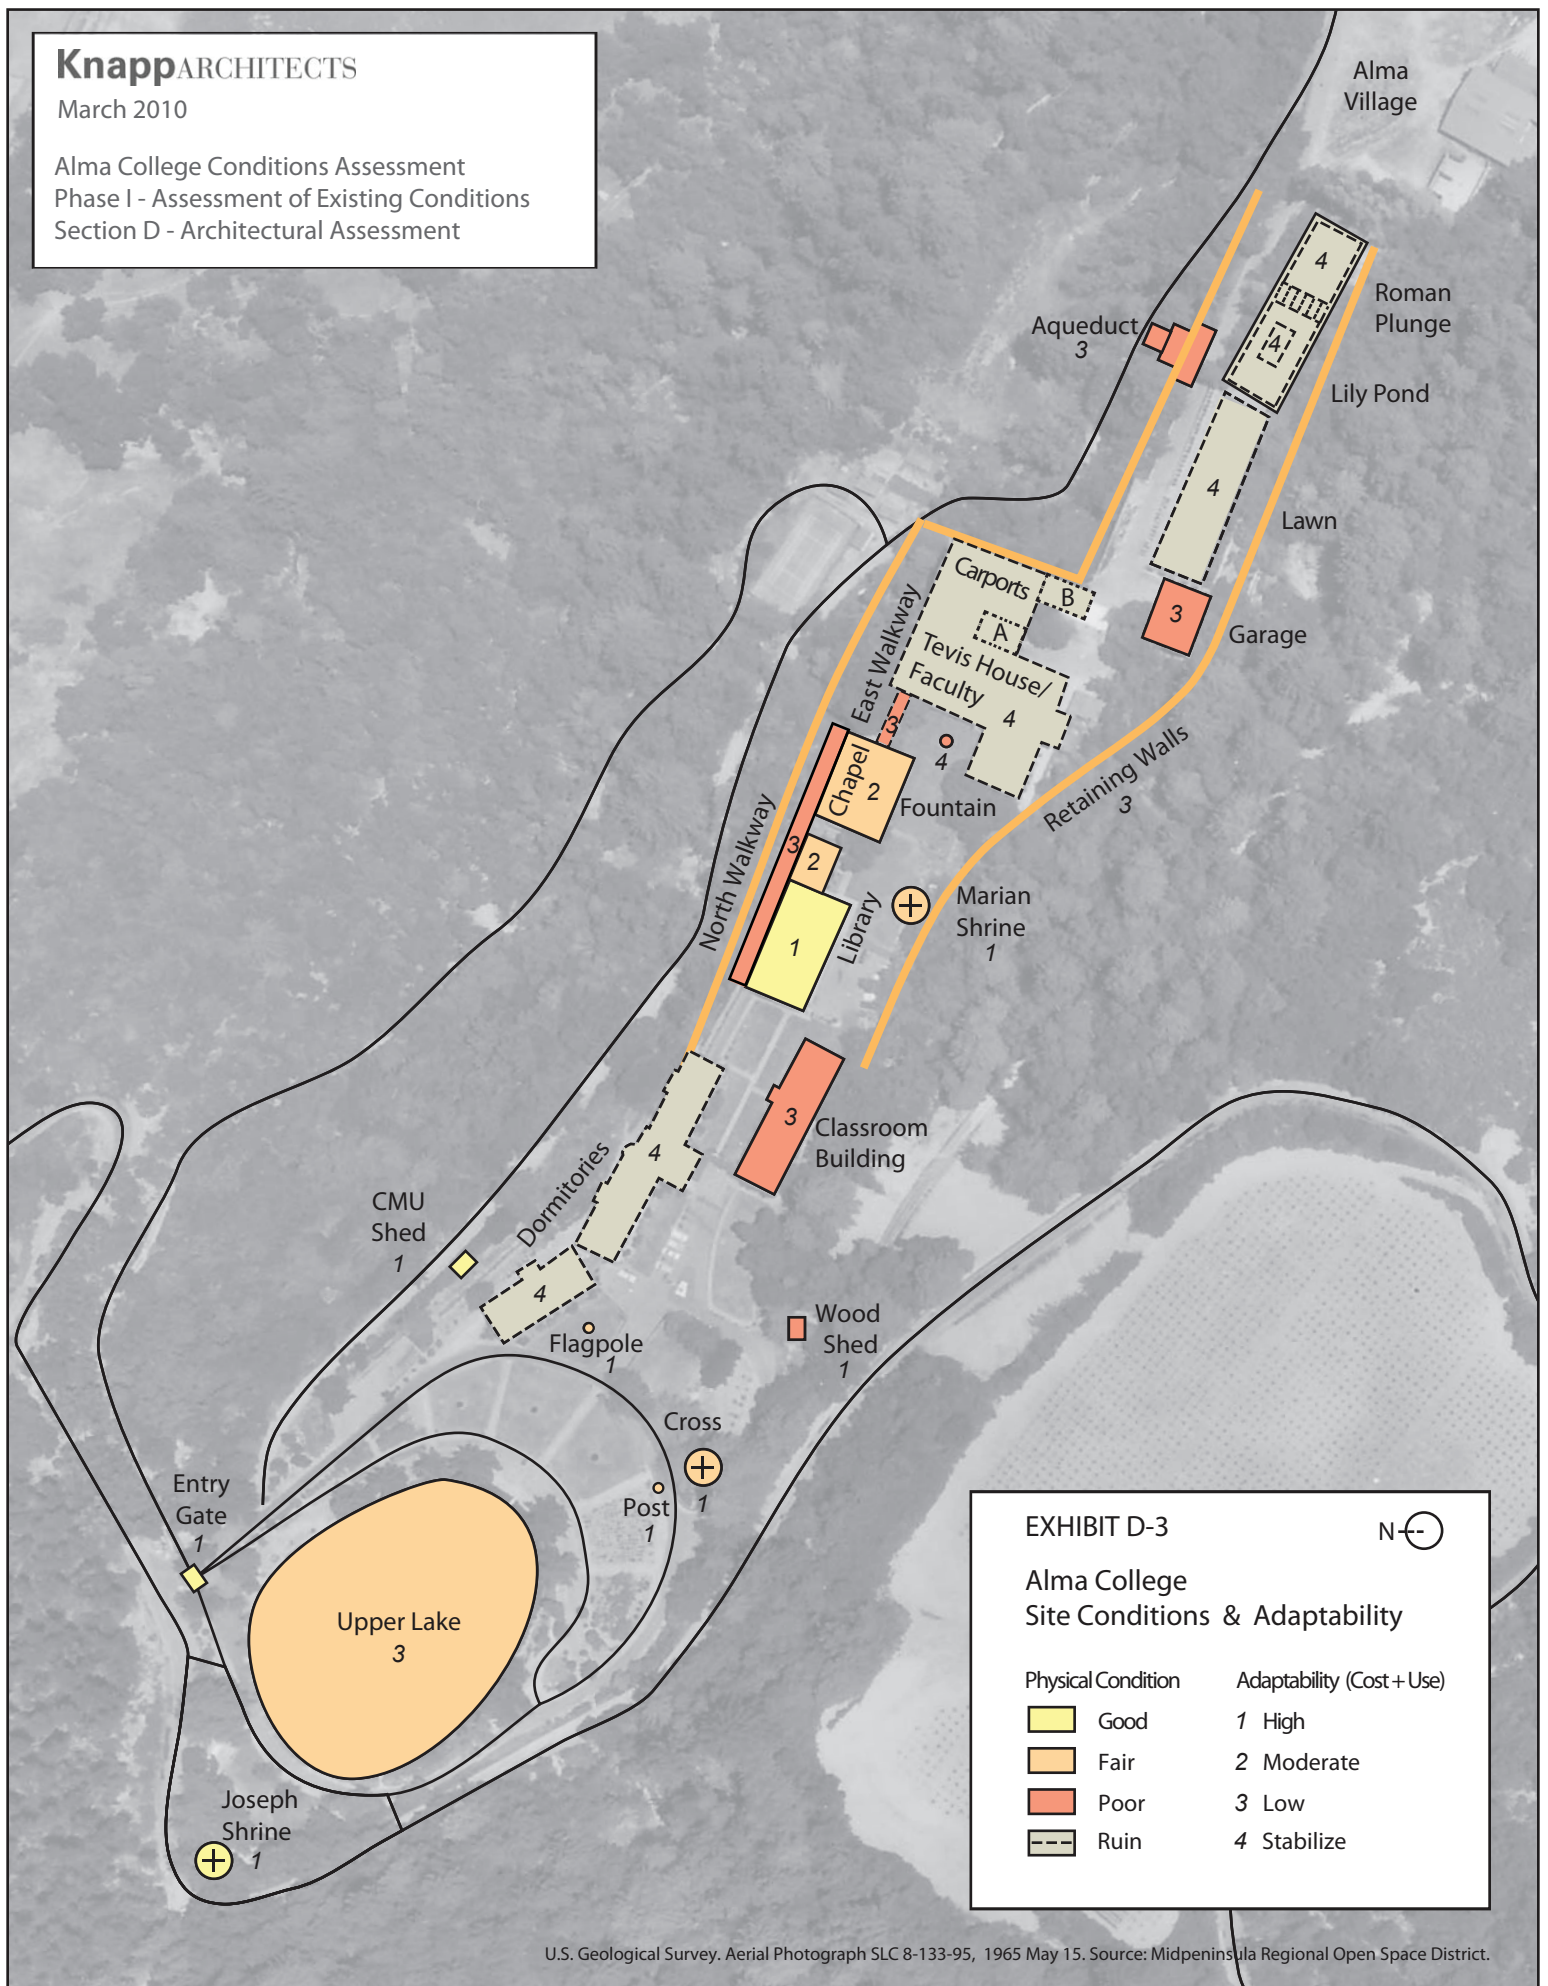 KnappARCHITECTS
March 2010
Alma College Conditions Assessment
Phase I - Assessment of Existing Conditions
Section D - Architectural Assessment
Alma
Village
4
Roman
Plunge
Aqueduct
3
4
Lily Pond
4
Lawn
Carports
B
A
3
Garage
East Walkway
Tevis House/
Faculty
4
3
4
Chapel
2
Fountain
Retaining Walls
3
North Walkway
3
2
Library
1
Marian
Shrine
1
3
Classroom
Building
4
Dormitories
CMU
Shed
1
4
Flagpole
1
Wood
Shed
1
Cross
1
Post
1
Entry
Gate
1
Upper Lake
3
Joseph
Shrine
1
EXHIBIT D-3
N
Alma College
Site Conditions & Adaptability
Physical Condition Adaptability (Cost + Use)
Good 1 High
Fair 2 Moderate
Poor 3 Low
Ruin 4 Stabilize
U.S. Geological Survey. Aerial Photograph SLC 8-133-95, 1965 May 15. Source: Midpeninsula Regional Open Space District.